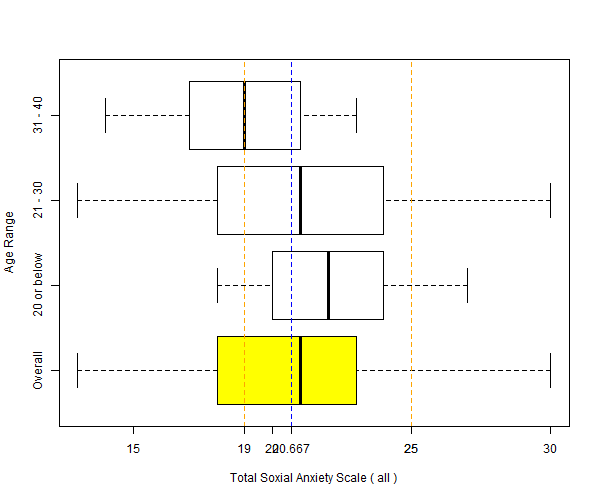 31 - 40
21 - 30
20 or below
Overall
Age Range
15 19 20 20.667 25 30
Total Soxial Anxiety Scale ( all )